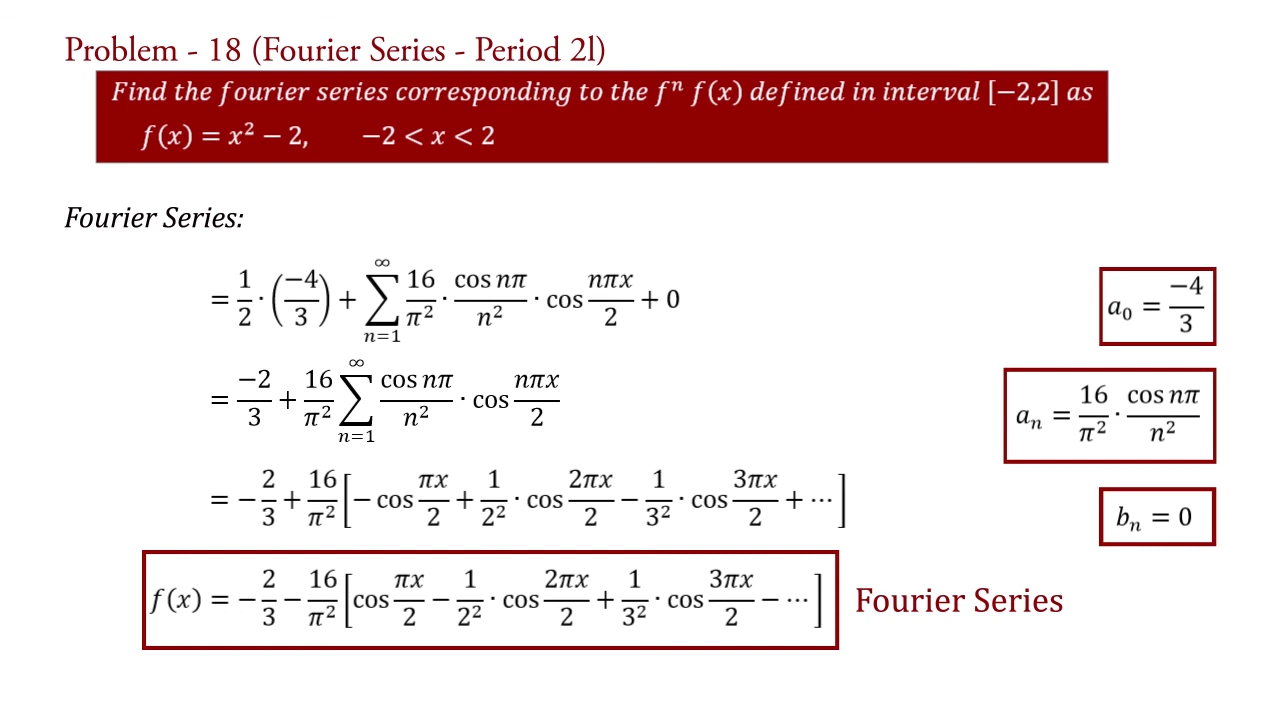 Problem - 18 (Fourier Series - Period 2l)
Find the fourier series corresponding to the fⁿ f(x) defined in interval [−2,2] as
f(x) = x² − 2, −2 < x < 2
Fourier Series:
= 1/2 · (−4/3) + ∑_{n=1}^{∞} 16/π² · cos nπ/n² · cos nπx/2 + 0
a₀ = −4/3
= −2/3 + 16/π² ∑_{n=1}^{∞} cos nπ/n² · cos nπx/2
aₙ = 16/π² · cos nπ/n²
= −2/3 + 16/π² [− cos πx/2 + 1/2² · cos 2πx/2 − 1/3² · cos 3πx/2 + ⋯]
bₙ = 0
f(x) = −2/3 − 16/π² [cos πx/2 − 1/2² · cos 2πx/2 + 1/3² · cos 3πx/2 − ⋯] Fourier Series